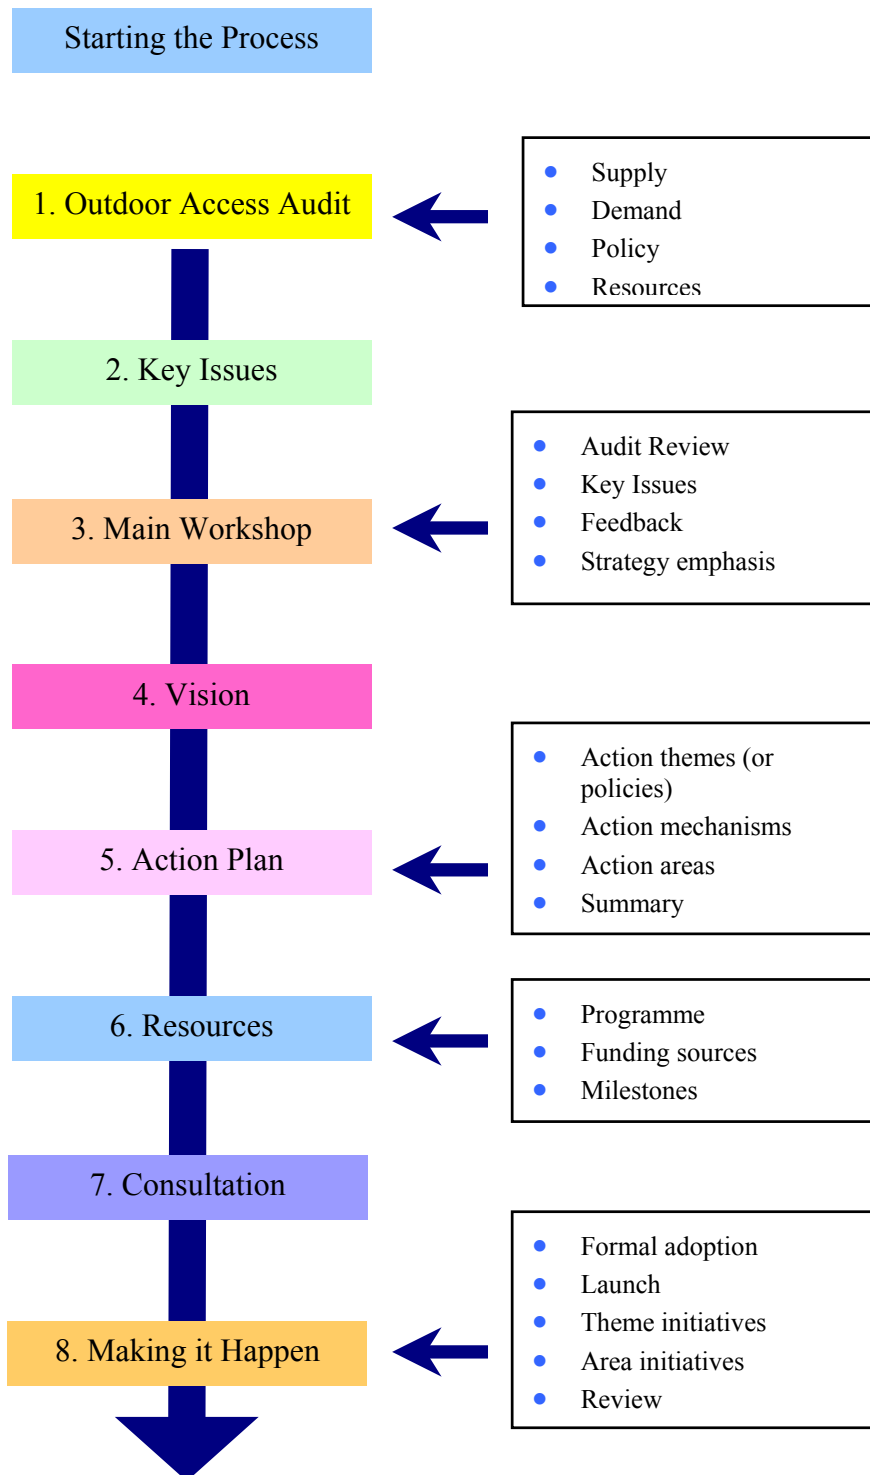 Starting the Process
1. Outdoor Access Audit
• Supply
• Demand
• Policy
• Resources
2. Key Issues
3. Main Workshop
• Audit Review
• Key Issues
• Feedback
• Strategy emphasis
4. Vision
5. Action Plan
• Action themes (or
policies)
• Action mechanisms
• Action areas
• Summary
6. Resources
• Programme
• Funding sources
• Milestones
7. Consultation
8. Making it Happen
• Formal adoption
• Launch
• Theme initiatives
• Area initiatives
• Review